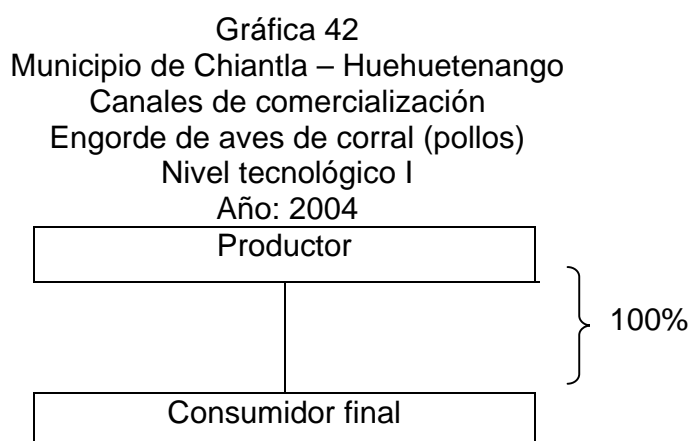 Gráfica 42
Municipio de Chiantla – Huehuetenango
Canales de comercialización
Engorde de aves de corral (pollos)
Nivel tecnológico I
Año: 2004
Productor
100%
Consumidor final